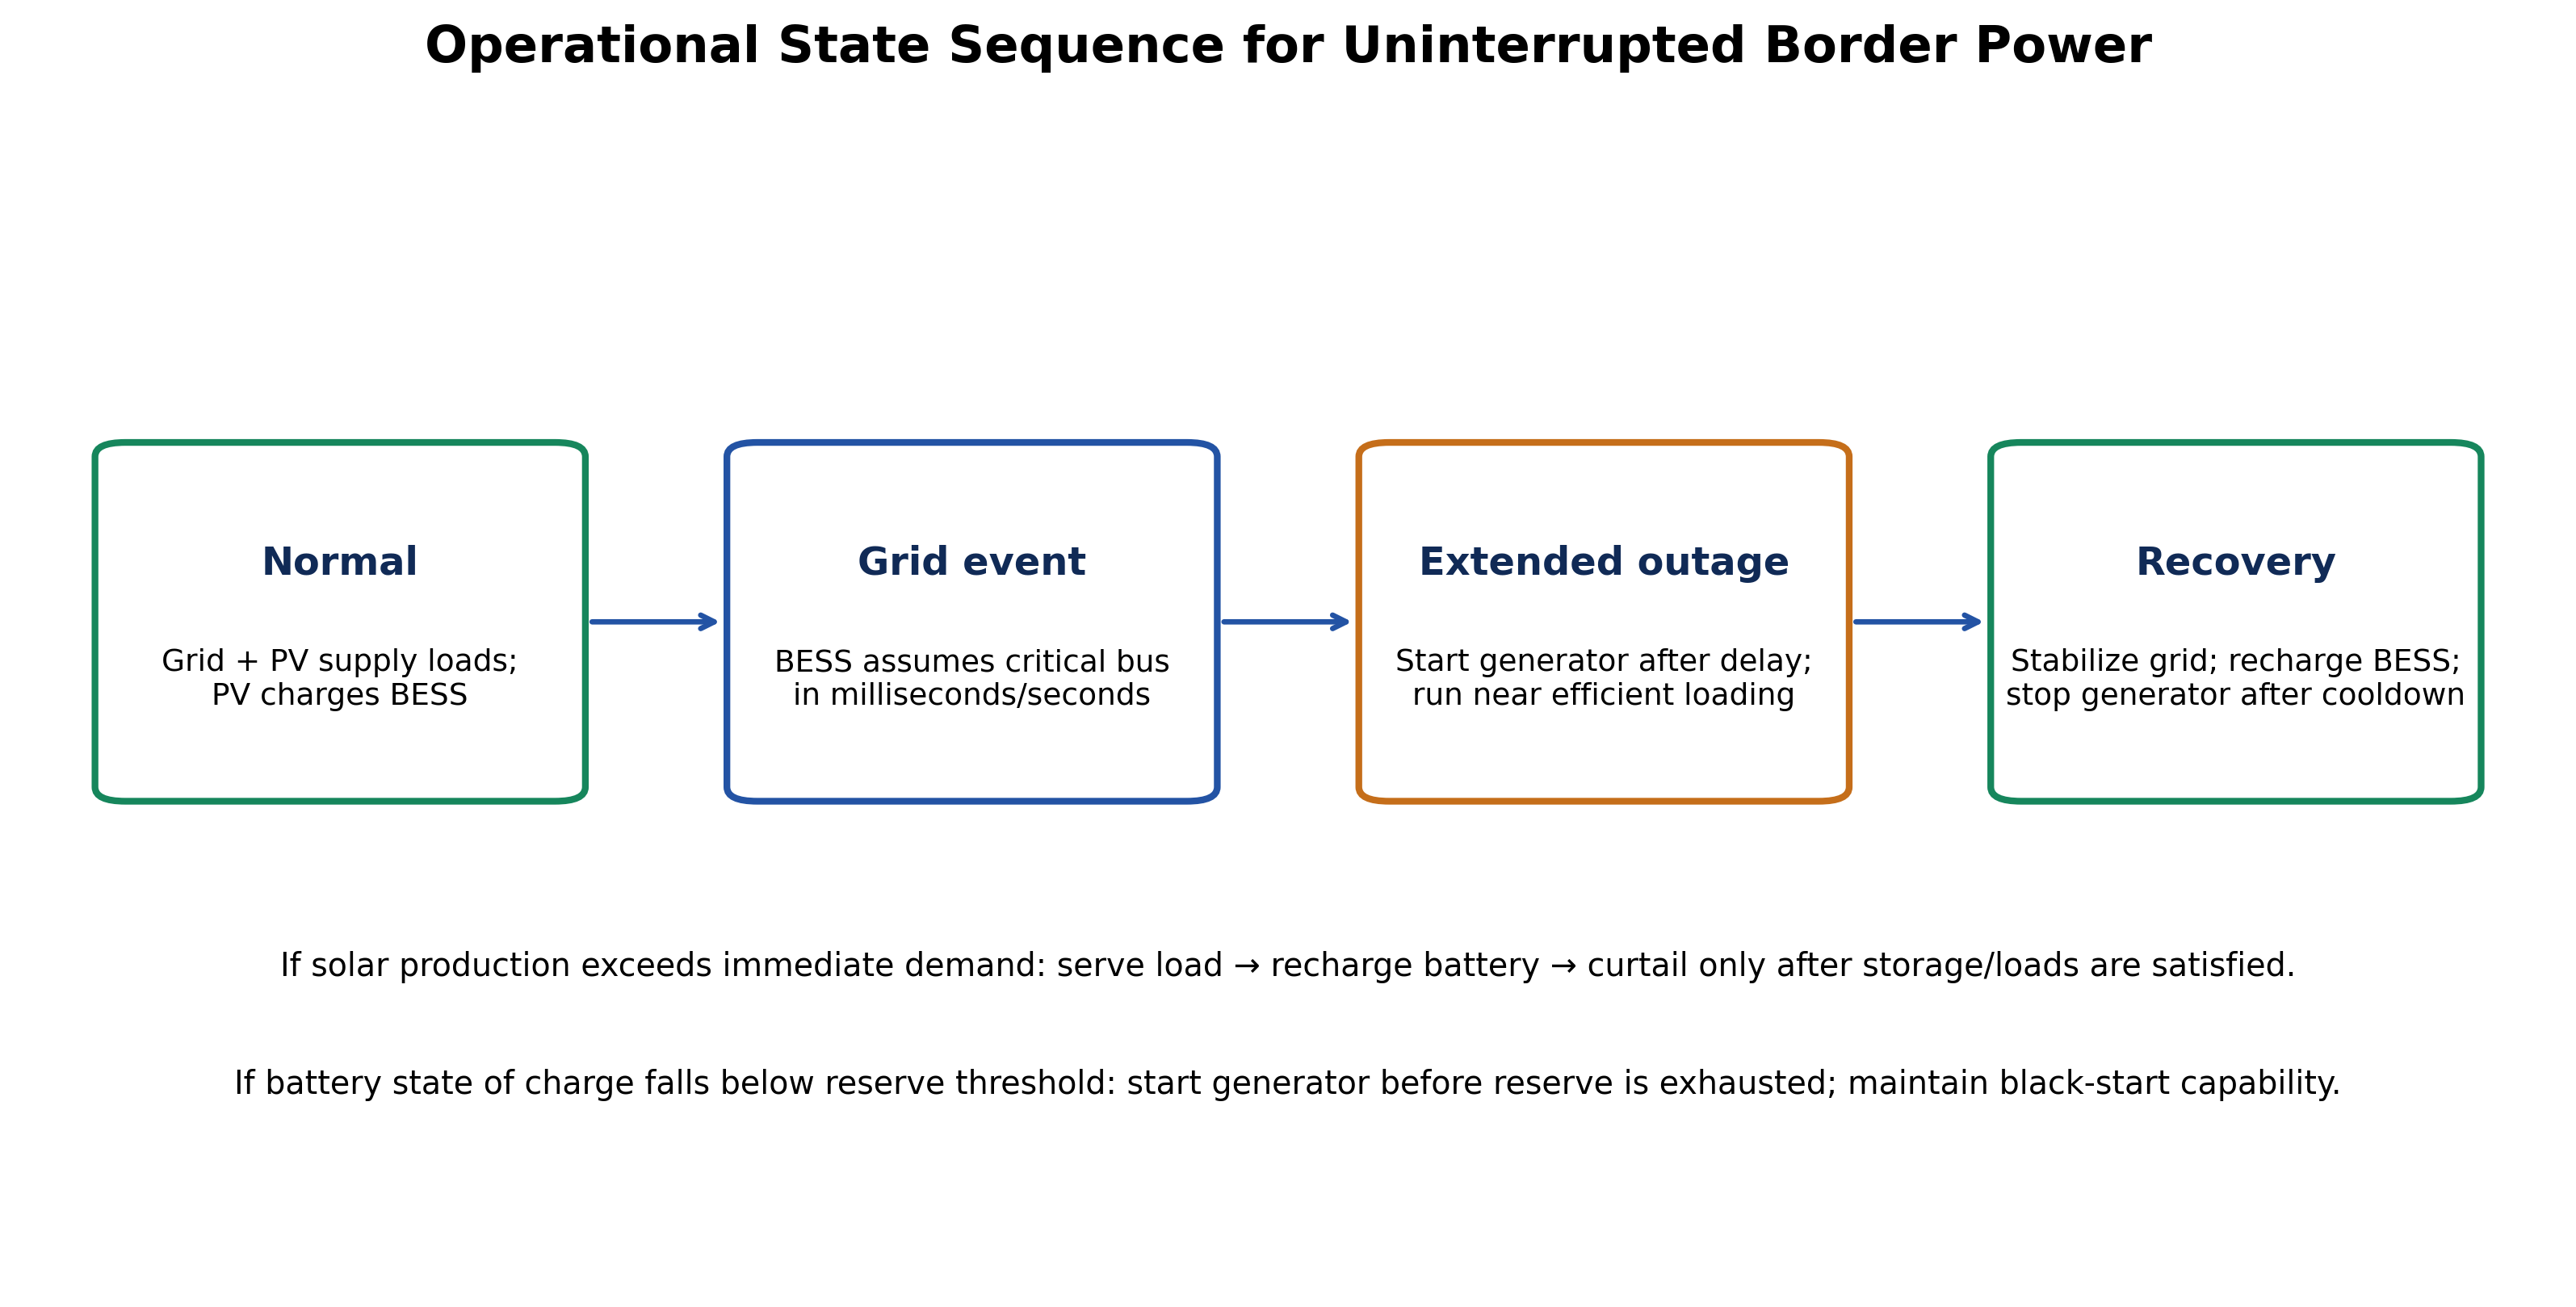 Operational State Sequence for Uninterrupted Border Power
Normal
Grid + PV supply loads;
PV charges BESS
Grid event
BESS assumes critical bus
in milliseconds/seconds
Extended outage
Start generator after delay;
run near efficient loading
Recovery
Stabilize grid; recharge BESS;
stop generator after cooldown
If solar production exceeds immediate demand: serve load → recharge battery → curtail only after storage/loads are satisfied.
If battery state of charge falls below reserve threshold: start generator before reserve is exhausted; maintain black-start capability.